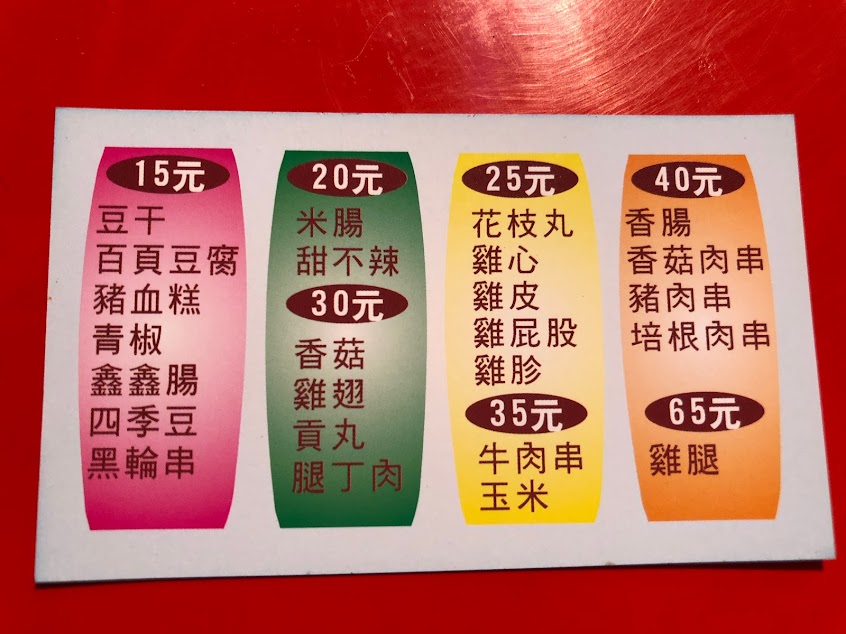 15元
豆干
百頁豆腐
豬血糕
青椒
鑫鑫腸
四季豆
黑輪串
20元
米腸
甜不辣
30元
香菇
雞翅
貢丸
腿丁肉
25元
花枝丸
雞心
雞皮
雞屁股
雞胗
35元
牛肉串
玉米
40元
香腸
香菇肉串
豬肉串
培根肉串
65元
雞腿